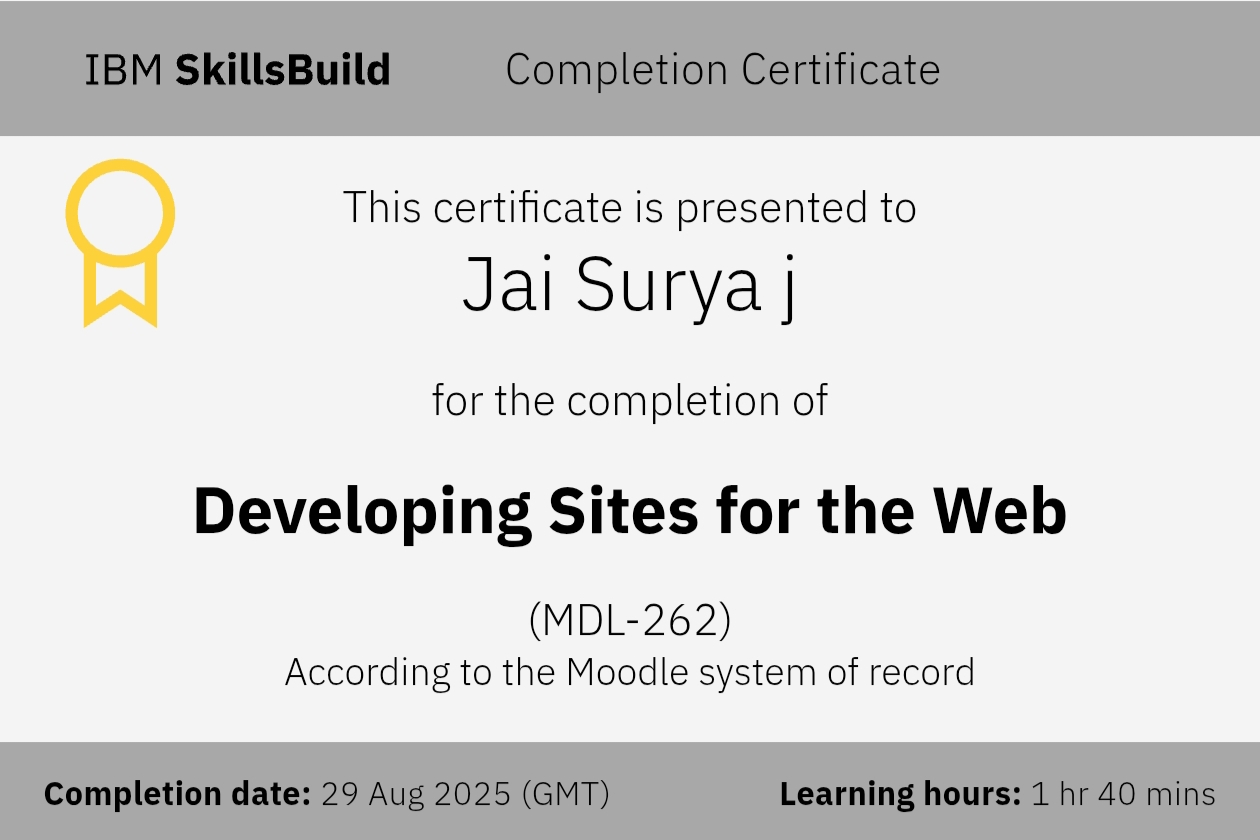 IBM SkillsBuild Completion Certificate
This certificate is presented to
Jai Surya j
for the completion of
Developing Sites for the Web
(MDL-262)
According to the Moodle system of record
Completion date: 29 Aug 2025 (GMT) Learning hours: 1 hr 40 mins